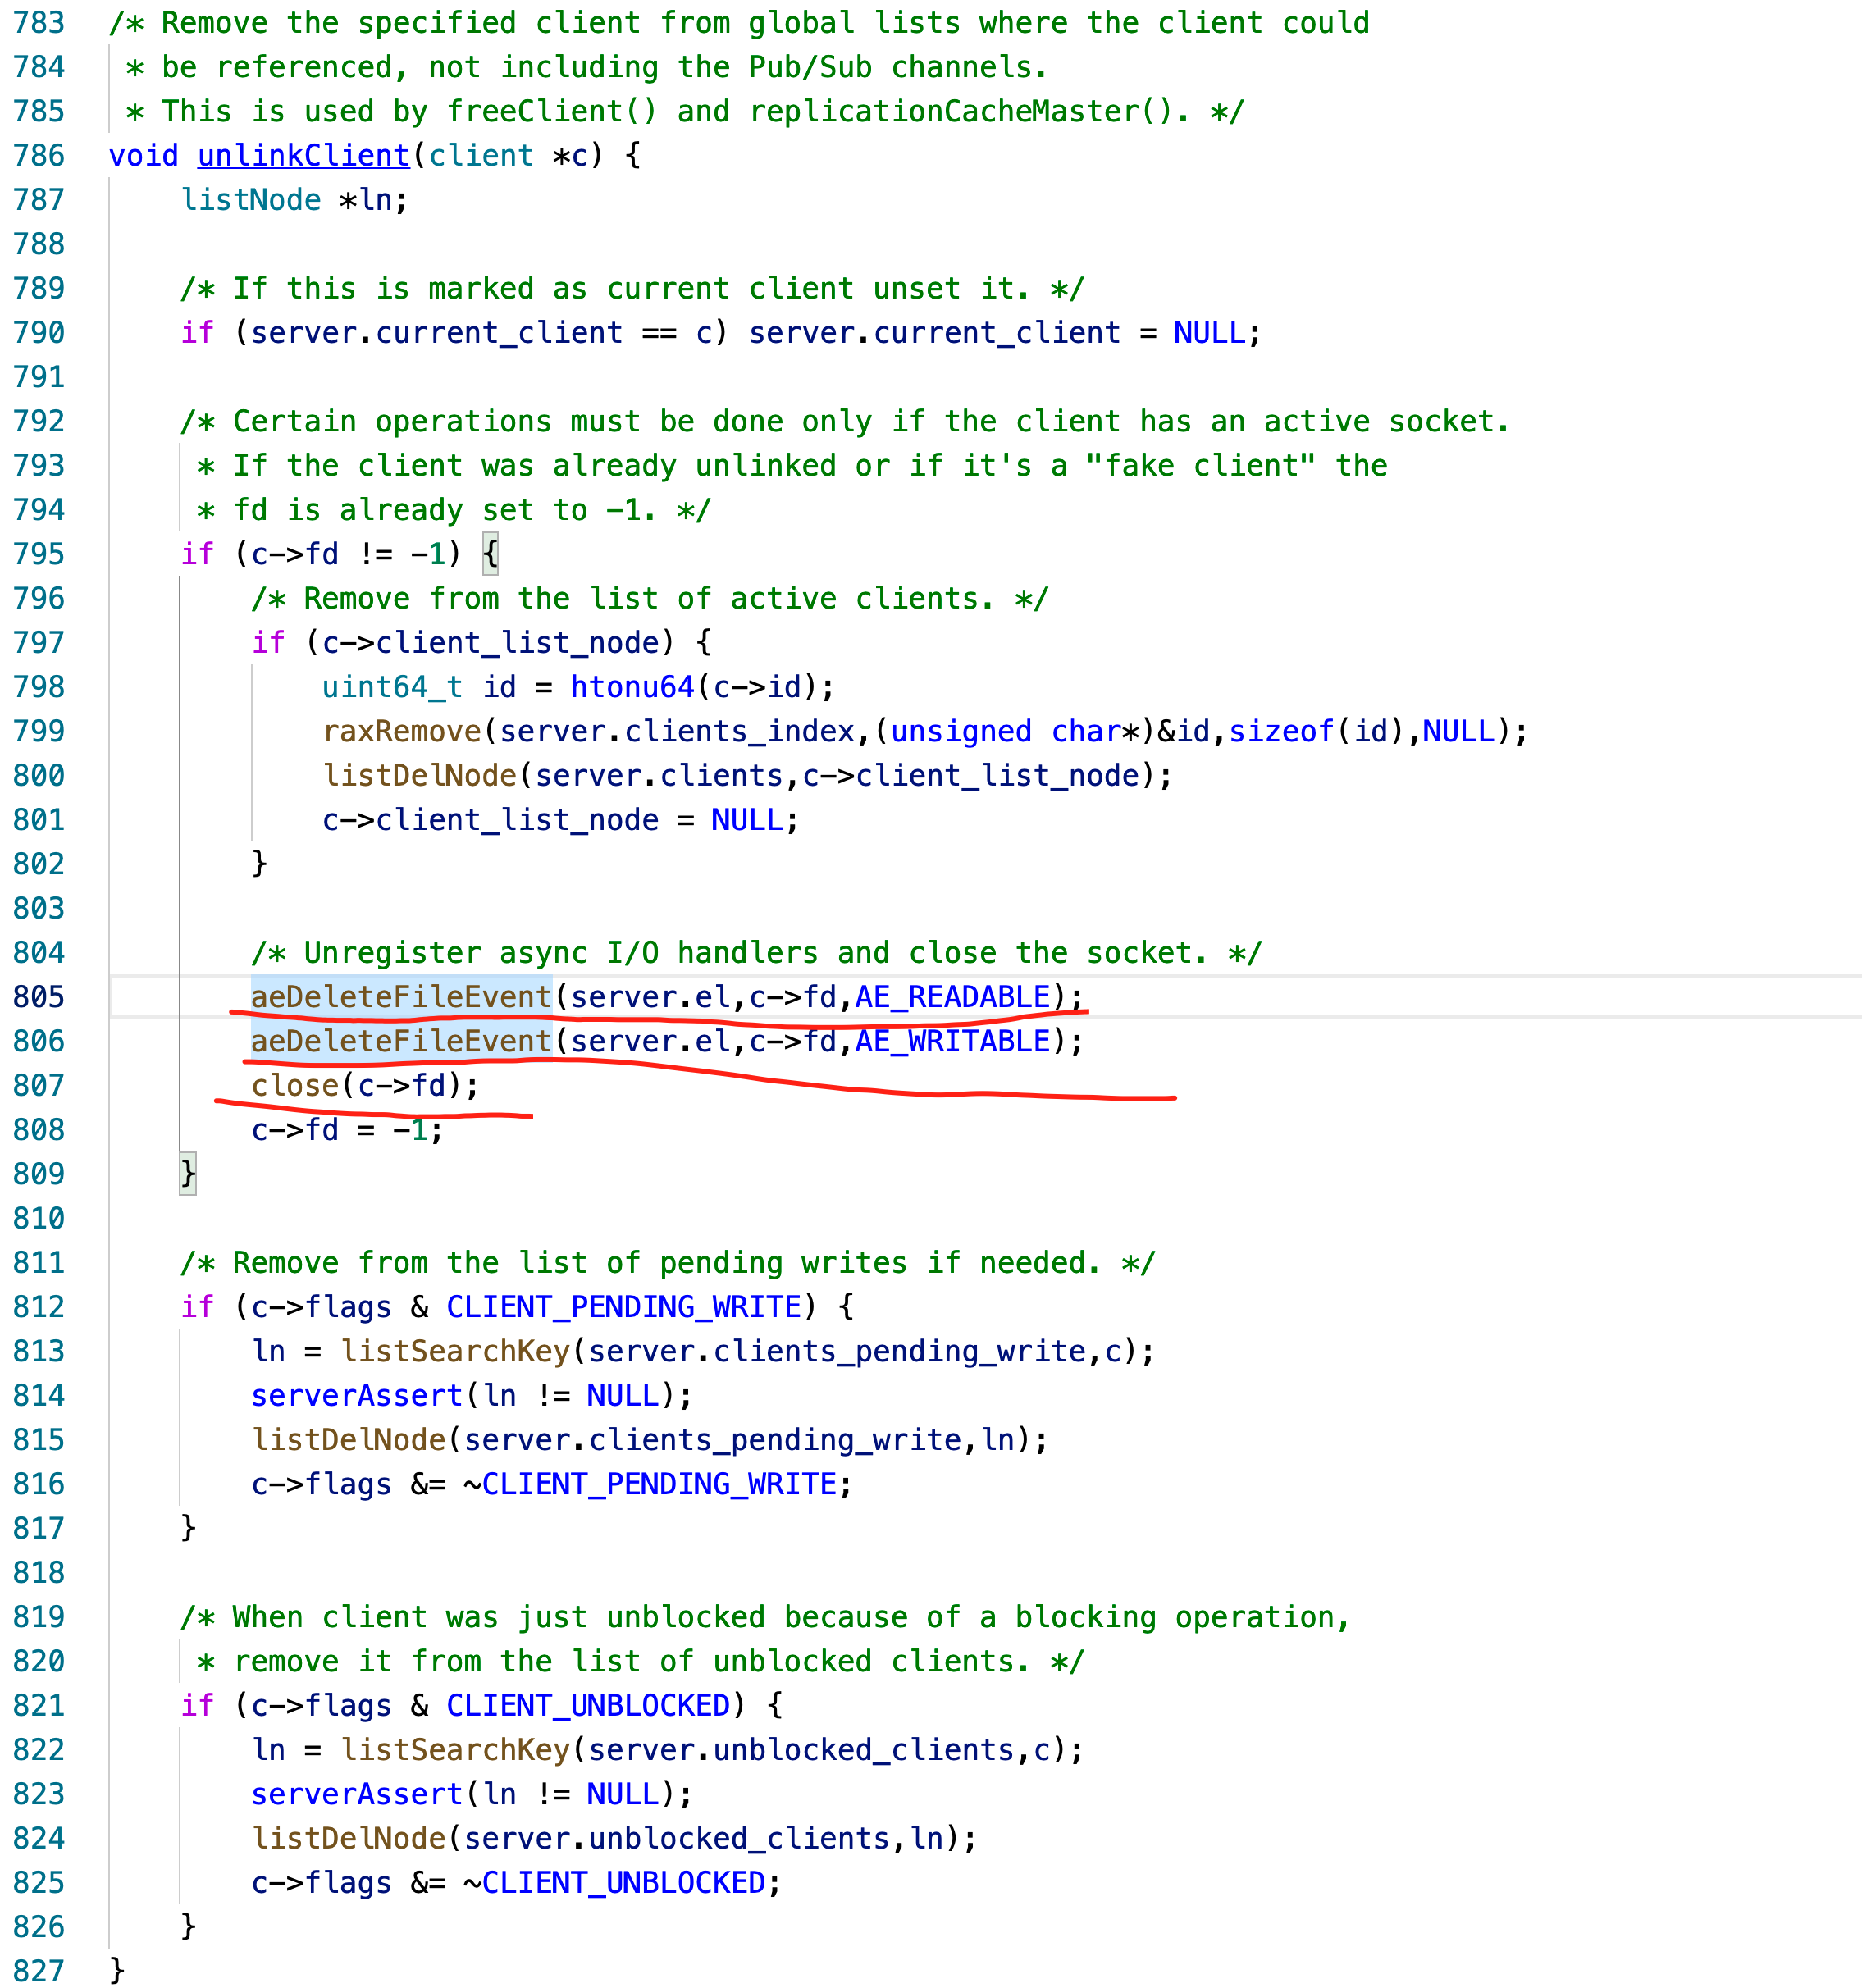 783 /* Remove the specified client from global lists where the client could
784  * be referenced, not including the Pub/Sub channels.
785  * This is used by freeClient() and replicationCacheMaster(). */
786 void unlinkClient(client *c) {
787     listNode *ln;
788
789     /* If this is marked as current client unset it. */
790     if (server.current_client == c) server.current_client = NULL;
791
792     /* Certain operations must be done only if the client has an active socket.
793      * If the client was already unlinked or if it's a "fake client" the
794      * fd is already set to -1. */
795     if (c->fd != -1) {
796         /* Remove from the list of active clients. */
797         if (c->client_list_node) {
798             uint64_t id = htonu64(c->id);
799             raxRemove(server.clients_index,(unsigned char*)&id,sizeof(id),NULL);
800             listDelNode(server.clients,c->client_list_node);
801             c->client_list_node = NULL;
802         }
803
804         /* Unregister async I/O handlers and close the socket. */
805         aeDeleteFileEvent(server.el,c->fd,AE_READABLE);
806         aeDeleteFileEvent(server.el,c->fd,AE_WRITABLE);
807         close(c->fd);
808         c->fd = -1;
809     }
810
811     /* Remove from the list of pending writes if needed. */
812     if (c->flags & CLIENT_PENDING_WRITE) {
813         ln = listSearchKey(server.clients_pending_write,c);
814         serverAssert(ln != NULL);
815         listDelNode(server.clients_pending_write,ln);
816         c->flags &= ~CLIENT_PENDING_WRITE;
817     }
818
819     /* When client was just unblocked because of a blocking operation,
820      * remove it from the list of unblocked clients. */
821     if (c->flags & CLIENT_UNBLOCKED) {
822         ln = listSearchKey(server.unblocked_clients,c);
823         serverAssert(ln != NULL);
824         listDelNode(server.unblocked_clients,ln);
825         c->flags &= ~CLIENT_UNBLOCKED;
826     }
827 }